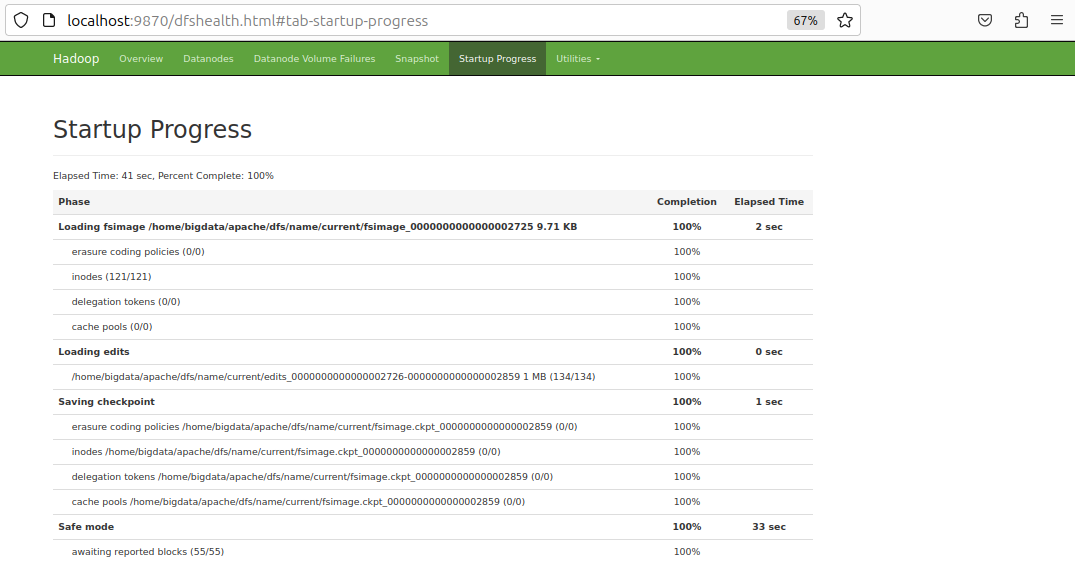 localhost:9870/dfshealth.html#tab-startup-progress 67%
Hadoop Overview Datanodes Datanode Volume Failures Snapshot Startup Progress Utilities
Startup Progress
Elapsed Time: 41 sec, Percent Complete: 100%
Phase Completion Elapsed Time
Loading fsimage /home/bigdata/apache/dfs/name/current/fsimage_0000000000000002725 9.71 KB 100% 2 sec
erasure coding policies (0/0) 100%
inodes (121/121) 100%
delegation tokens (0/0) 100%
cache pools (0/0) 100%
Loading edits 100% 0 sec
/home/bigdata/apache/dfs/name/current/edits_0000000000000002726-0000000000000002859 1 MB (134/134) 100%
Saving checkpoint 100% 1 sec
erasure coding policies /home/bigdata/apache/dfs/name/current/fsimage.ckpt_0000000000000002859 (0/0) 100%
inodes /home/bigdata/apache/dfs/name/current/fsimage.ckpt_0000000000000002859 (0/0) 100%
delegation tokens /home/bigdata/apache/dfs/name/current/fsimage.ckpt_0000000000000002859 (0/0) 100%
cache pools /home/bigdata/apache/dfs/name/current/fsimage.ckpt_0000000000000002859 (0/0) 100%
Safe mode 100% 33 sec
awaiting reported blocks (55/55) 100%